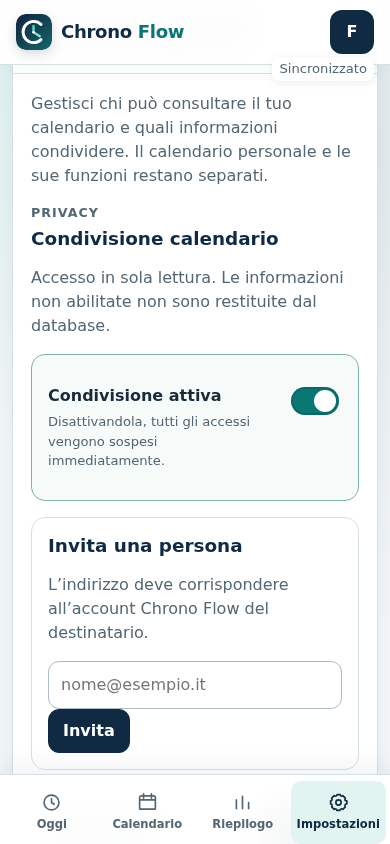 Chrono Flow
F
Sincronizzato
Gestisci chi può consultare il tuo
calendario e quali informazioni
condividere. Il calendario personale e le
sue funzioni restano separati.
PRIVACY
Condivisione calendario
Accesso in sola lettura. Le informazioni
non abilitate non sono restituite dal
database.
Condivisione attiva
Disattivandola, tutti gli accessi
vengono sospesi
immediatamente.
Invita una persona
L’indirizzo deve corrispondere
all’account Chrono Flow del
destinatario.
nome@esempio.it
Invita
Oggi
Calendario
Riepilogo
Impostazioni